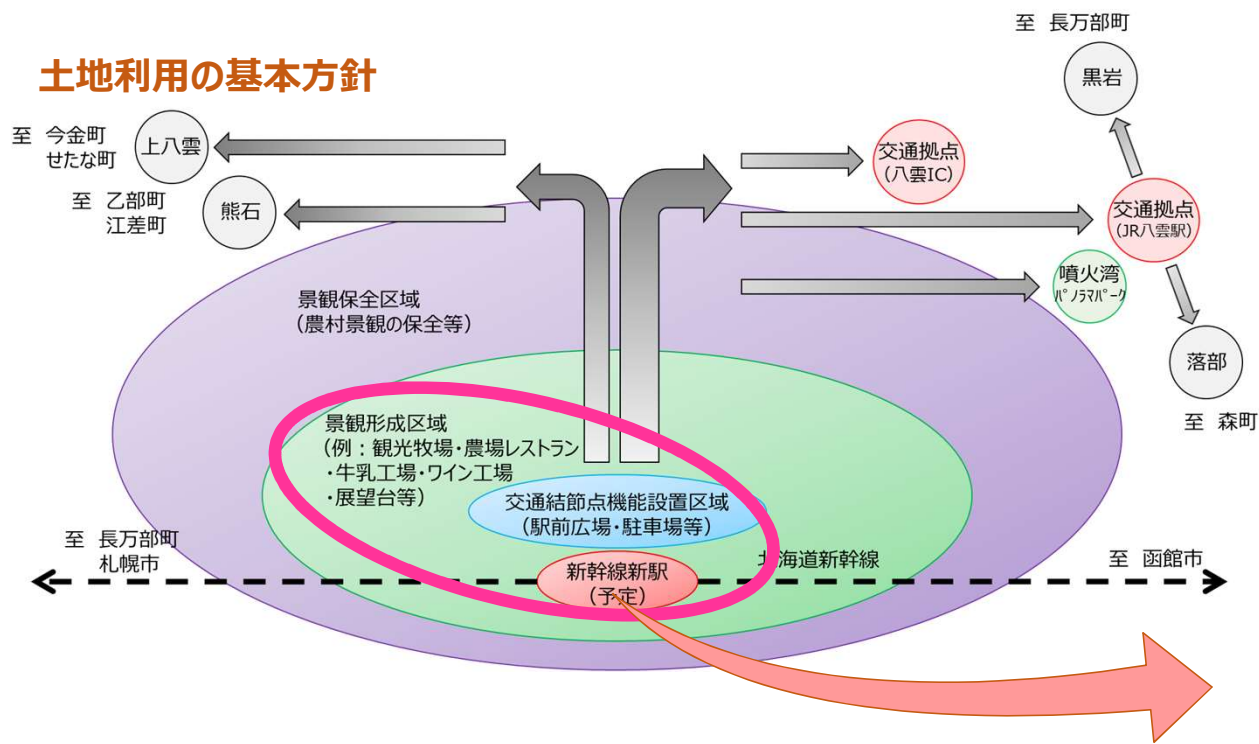 土地利用の基本方針
至 長万部町
黒岩
至 今金町
せたな町
上八雲
交通拠点
(八雲IC)
至 乙部町
江差町
熊石
交通拠点
(JR八雲駅)
噴火湾
ﾊﾟﾉﾗﾏﾊﾟｰｸ
景観保全区域
(農村景観の保全等)
落部
至 森町
景観形成区域
(例：観光牧場・農場レストラン
・牛乳工場・ワイン工場
・展望台等)
交通結節点機能設置区域
(駅前広場・駐車場等)
至 長万部町
札幌市
新幹線新駅
(予定)
北海道新幹線
至 函館市